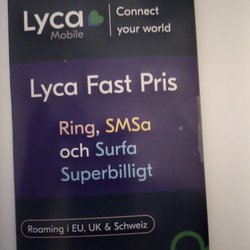 Lyca
Mobile
Connect
your world
Lyca Fast Pris
Ring, SMSa
och Surfa
Superbilligt
Roaming i EU, UK & Schweiz